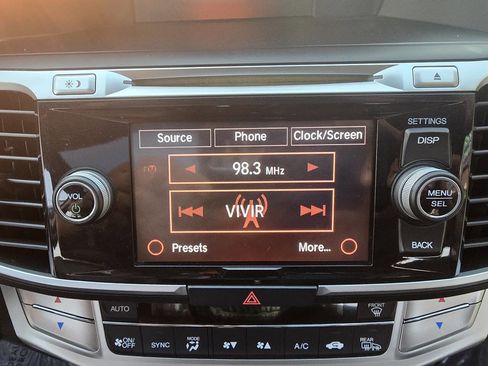 SETTINGS
Source Phone Clock/Screen
DISP
98.3 MHz
VOL
MENU/
SEL
VIVIR
Presets More...
BACK
AUTO
FRONT
ON/
OFF
SYNC
MODE
A/C
REAR